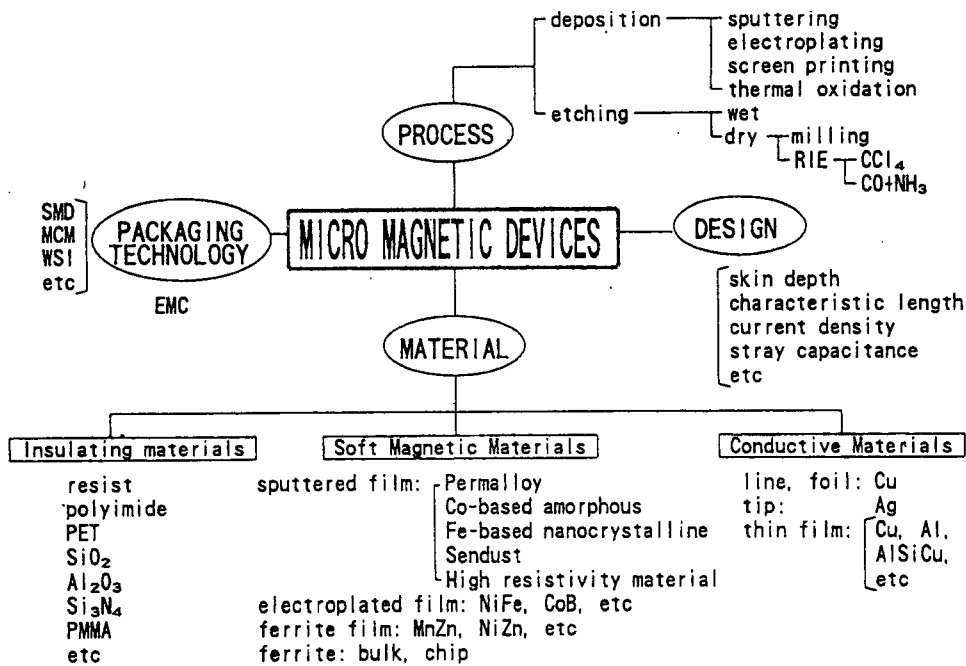 deposition
sputtering
electroplating
screen printing
thermal oxidation
etching
wet
dry
milling
RIE
CCl₄
CO+NH₃
PROCESS
SMD
MCM
WSI
etc
PACKAGING
TECHNOLOGY
EMC
MICRO MAGNETIC DEVICES
DESIGN
skin depth
characteristic length
current density
stray capacitance
etc
MATERIAL
Insulating materials
resist
polyimide
PET
SiO₂
Al₂O₃
Si₃N₄
PMMA
etc
Soft Magnetic Materials
sputtered film: Permalloy
Co-based amorphous
Fe-based nanocrystalline
Sendust
High resistivity material
electroplated film: NiFe, CoB, etc
ferrite film: MnZn, NiZn, etc
ferrite: bulk, chip
Conductive Materials
line, foil: Cu
tip: Ag
thin film: Cu, Al,
AlSiCu,
etc